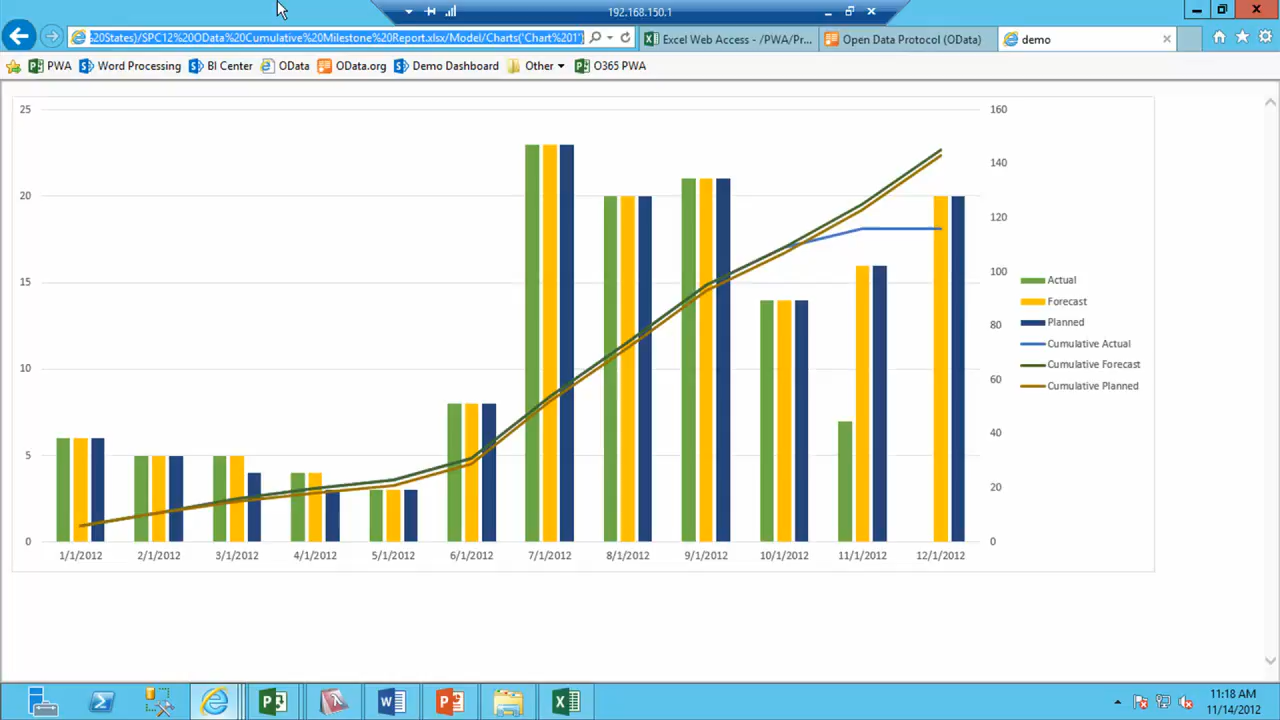 192.168.150.1
%20States)/SPC12%20OData%20Cumulative%20Milestone%20Report.xlsx/Model/Charts('Chart%201')
Excel Web Access - /PWA/Pr...
Open Data Protocol (OData)
demo
PWA
Word Processing
BI Center
OData
OData.org
Demo Dashboard
Other
O365 PWA
25
20
15
10
5
0
160
140
120
100
80
60
40
20
0
Actual
Forecast
Planned
Cumulative Actual
Cumulative Forecast
Cumulative Planned
1/1/2012
2/1/2012
3/1/2012
4/1/2012
5/1/2012
6/1/2012
7/1/2012
8/1/2012
9/1/2012
10/1/2012
11/1/2012
12/1/2012
11:18 AM
11/14/2012